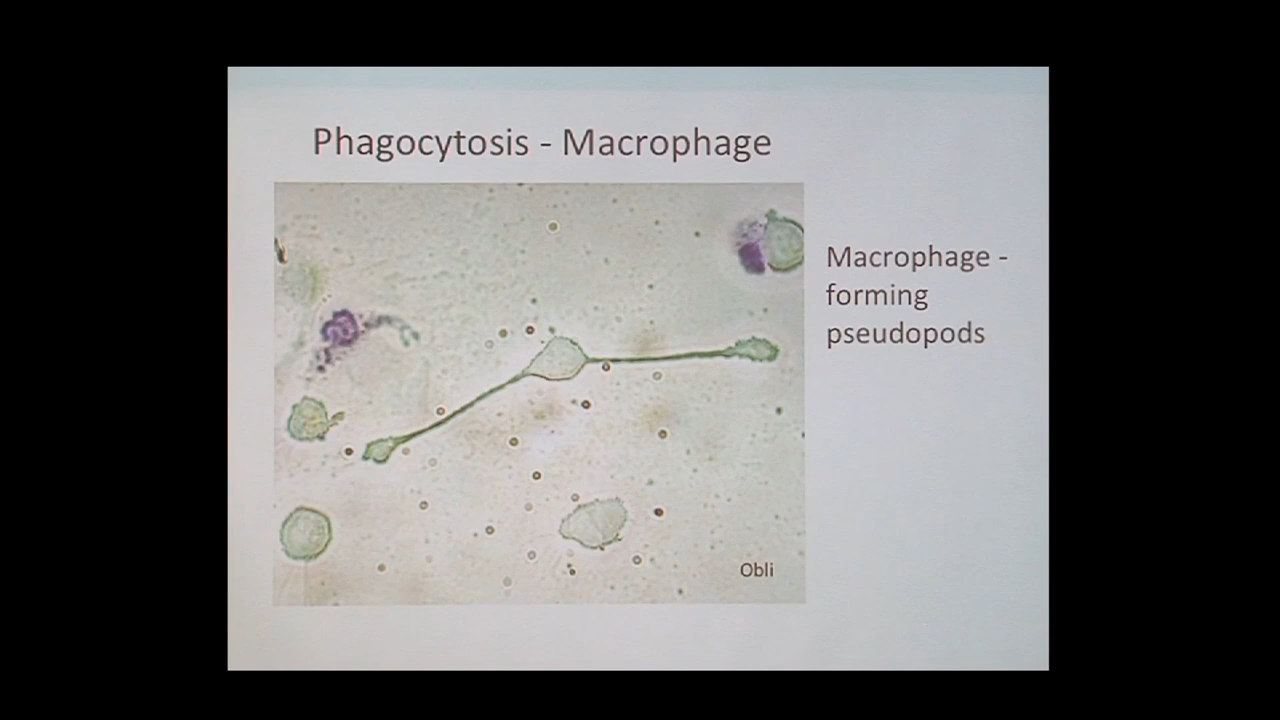 Phagocytosis - Macrophage
Macrophage -
forming
pseudopods
Obli